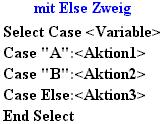 mit Else Zweig
Select Case <Variable>
Case "A":<Aktion1>
Case "B":<Aktion2>
Case Else:<Aktion3>
End Select